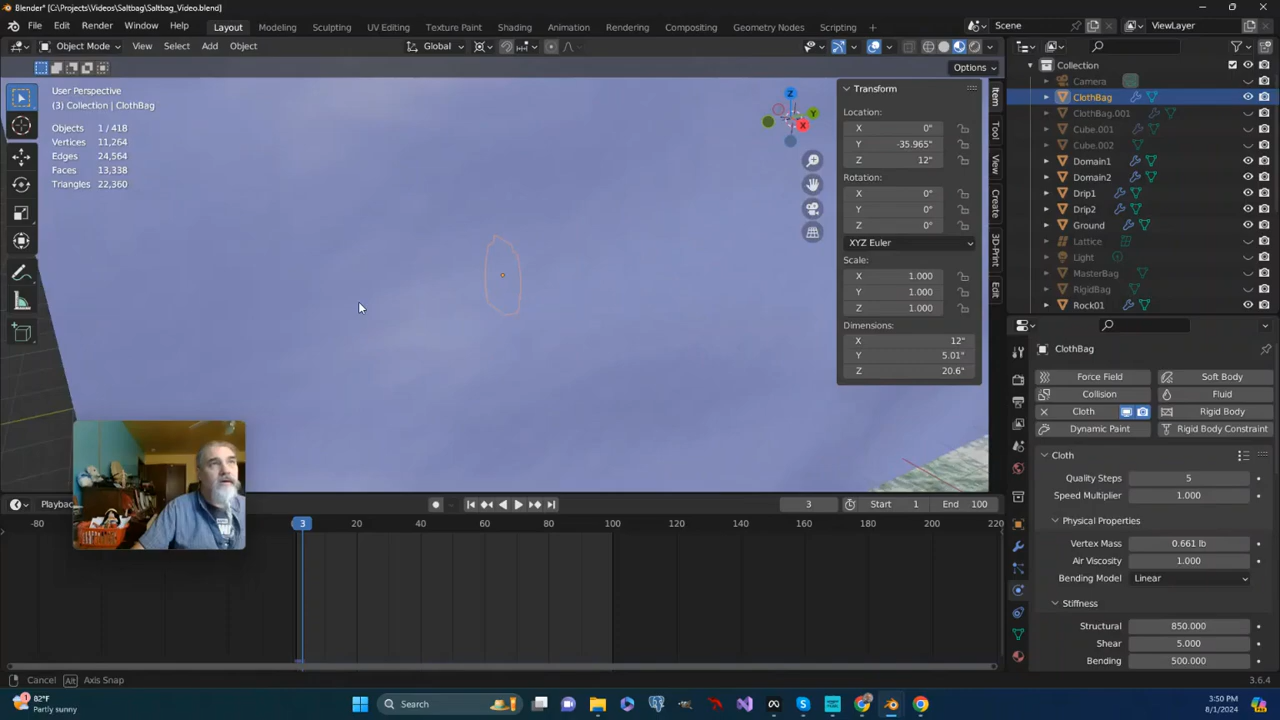 Blender* [C:\Projects\Videos\Saltbag\Saltbag_Video.blend]
File Edit Render Window Help Layout Modeling Sculpting UV Editing Texture Paint Shading Animation Rendering Compositing Geometry Nodes Scripting Scene ViewLayer
Object Mode View Select Add Object Global
Options
User Perspective
(3) Collection | ClothBag
Objects 1 / 418
Vertices 11,264
Edges 24,564
Faces 13,338
Triangles 22,360
Z
Y
X
Transform
Location:
X 0"
Y -35.965"
Z 12"
Rotation:
X 0°
Y 0°
Z 0°
XYZ Euler
Scale:
X 1.000
Y 1.000
Z 1.000
Dimensions:
X 12"
Y 5.01"
Z 20.6"
Item
Tool
View
Create
3D-Print
Edit
Collection
Camera
ClothBag
ClothBag.001
Cube.001
Cube.002
Domain1
Domain2
Drip1
Drip2
Ground
Lattice
Light
MasterBag
RigidBag
Rock01
ClothBag
Force Field Soft Body
Collision Fluid
Cloth Rigid Body
Dynamic Paint Rigid Body Constraint
Cloth
Quality Steps 5
Speed Multiplier 1.000
Physical Properties
Vertex Mass 0.661 lb
Air Viscosity 1.000
Bending Model Linear
Stiffness
Structural 850.000
Shear 5.000
Bending 500.000
Playback 3 Start 1 End 100
-80 3 20 40 60 80 100 120 140 160 180 200 220
Cancel Alt Axis Snap 3.6.4
82°F
Partly sunny
Search
3:50 PM
8/1/2024